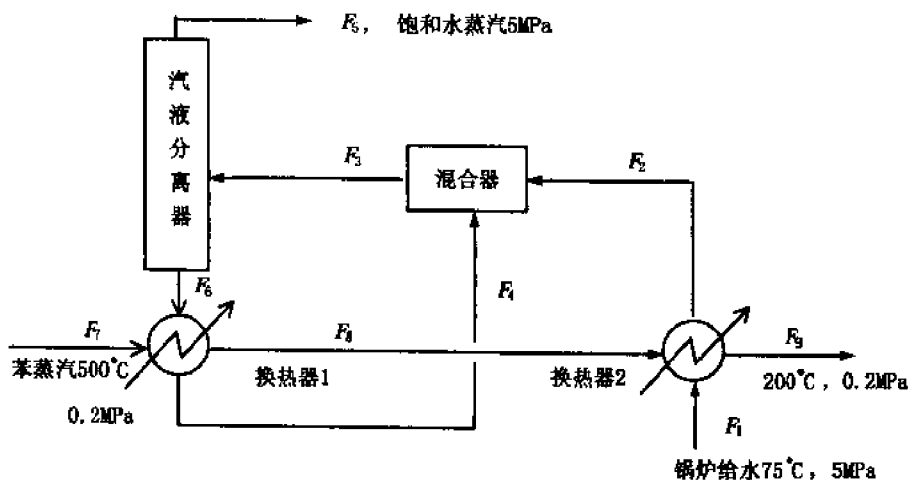 F₅, 饱和水蒸汽5MPa
汽液分离器
F₃
混合器
F₂
F₆
F₄
F₇
苯蒸汽500°C
0.2MPa
F₈
换热器1
换热器2
F₉
200°C, 0.2MPa
F₁
锅炉给水75°C, 5MPa